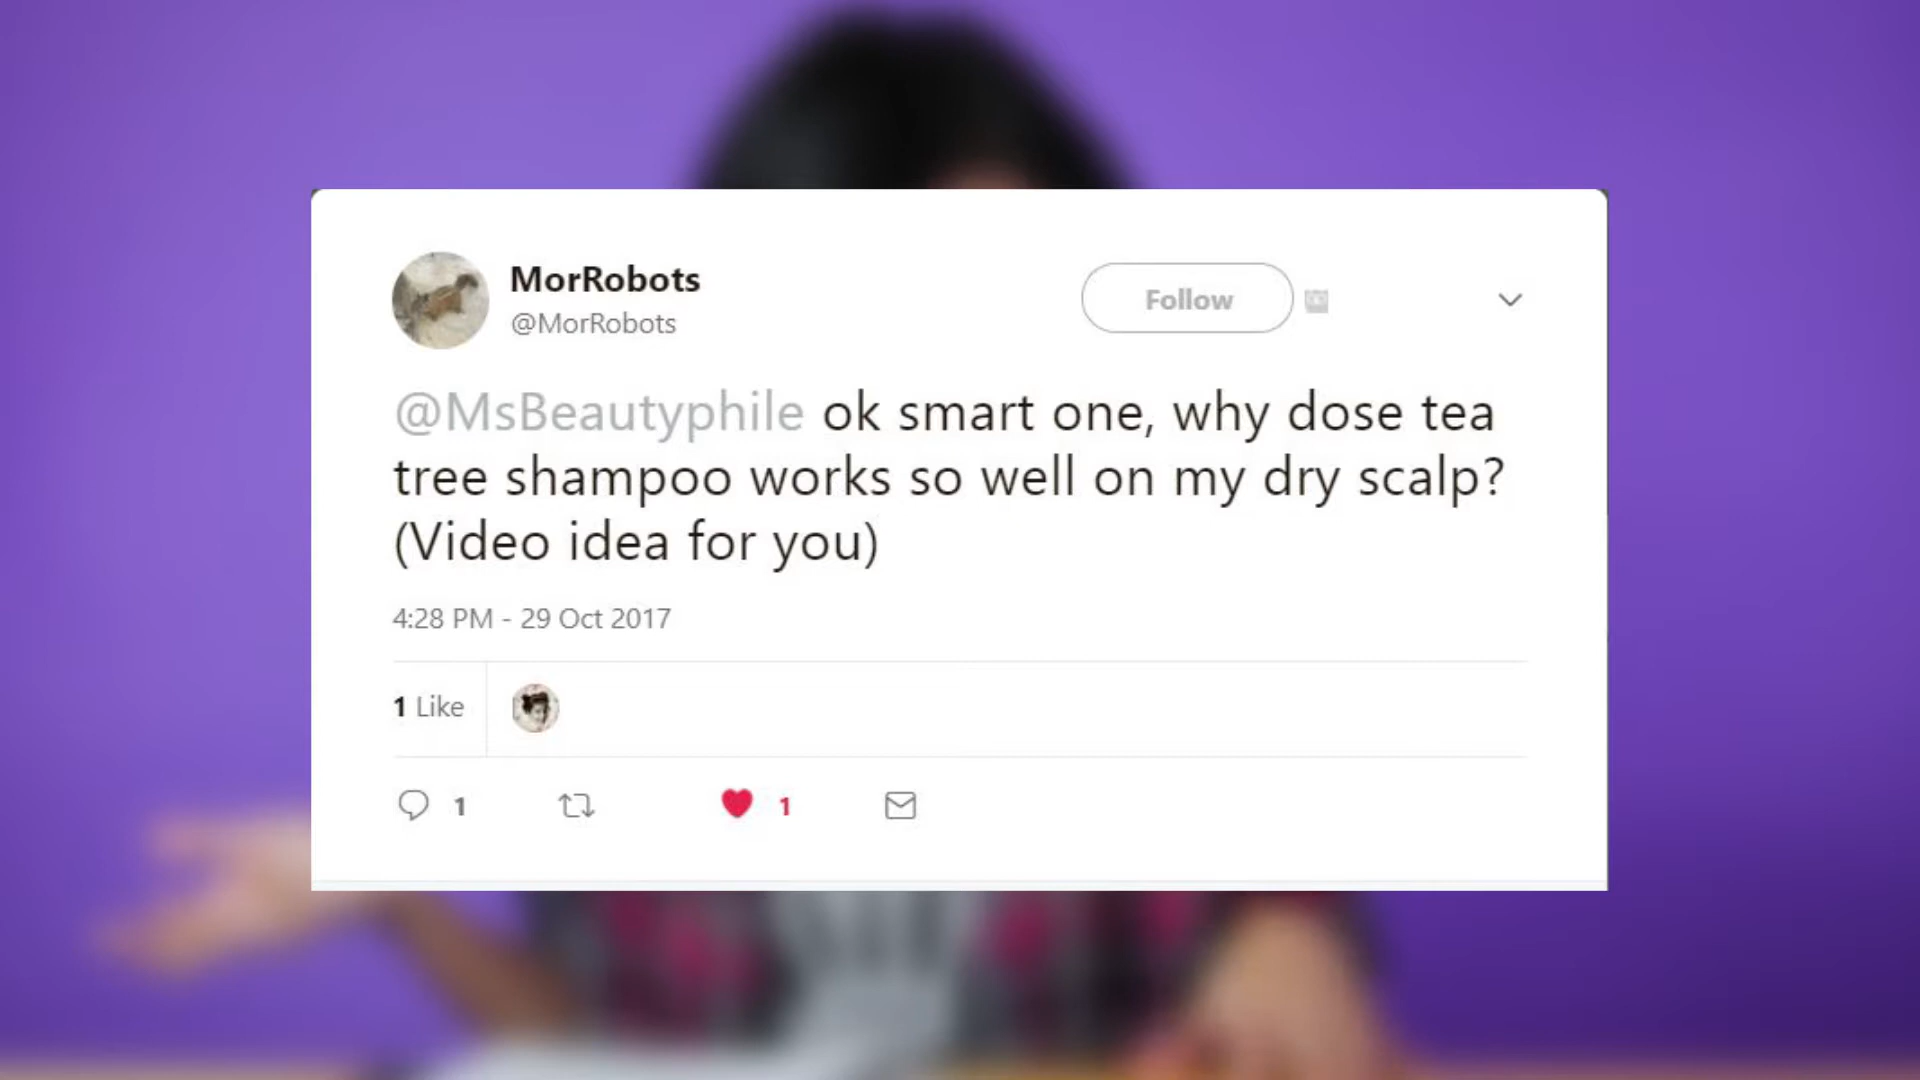 MorRobots
@MorRobots
Follow
@MsBeautyphile ok smart one, why dose tea
tree shampoo works so well on my dry scalp?
(Video idea for you)
4:28 PM - 29 Oct 2017
1 Like
1
1